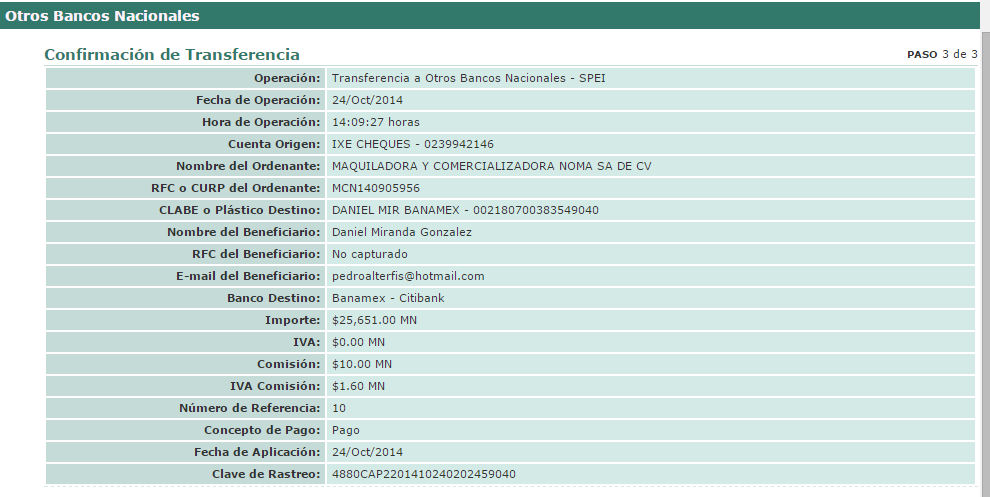 Otros Bancos Nacionales
Confirmación de Transferencia PASO 3 de 3
Operación: Transferencia a Otros Bancos Nacionales - SPEI
Fecha de Operación: 24/Oct/2014
Hora de Operación: 14:09:27 horas
Cuenta Origen: IXE CHEQUES - 0239942146
Nombre del Ordenante: MAQUILADORA Y COMERCIALIZADORA NOMA SA DE CV
RFC o CURP del Ordenante: MCN140905956
CLABE o Plástico Destino: DANIEL MIR BANAMEX - 002180700383549040
Nombre del Beneficiario: Daniel Miranda Gonzalez
RFC del Beneficiario: No capturado
E-mail del Beneficiario: pedroalterfis@hotmail.com
Banco Destino: Banamex - Citibank
Importe: $25,651.00 MN
IVA: $0.00 MN
Comisión: $10.00 MN
IVA Comisión: $1.60 MN
Número de Referencia: 10
Concepto de Pago: Pago
Fecha de Aplicación: 24/Oct/2014
Clave de Rastreo: 4880CAP2201410240202459040